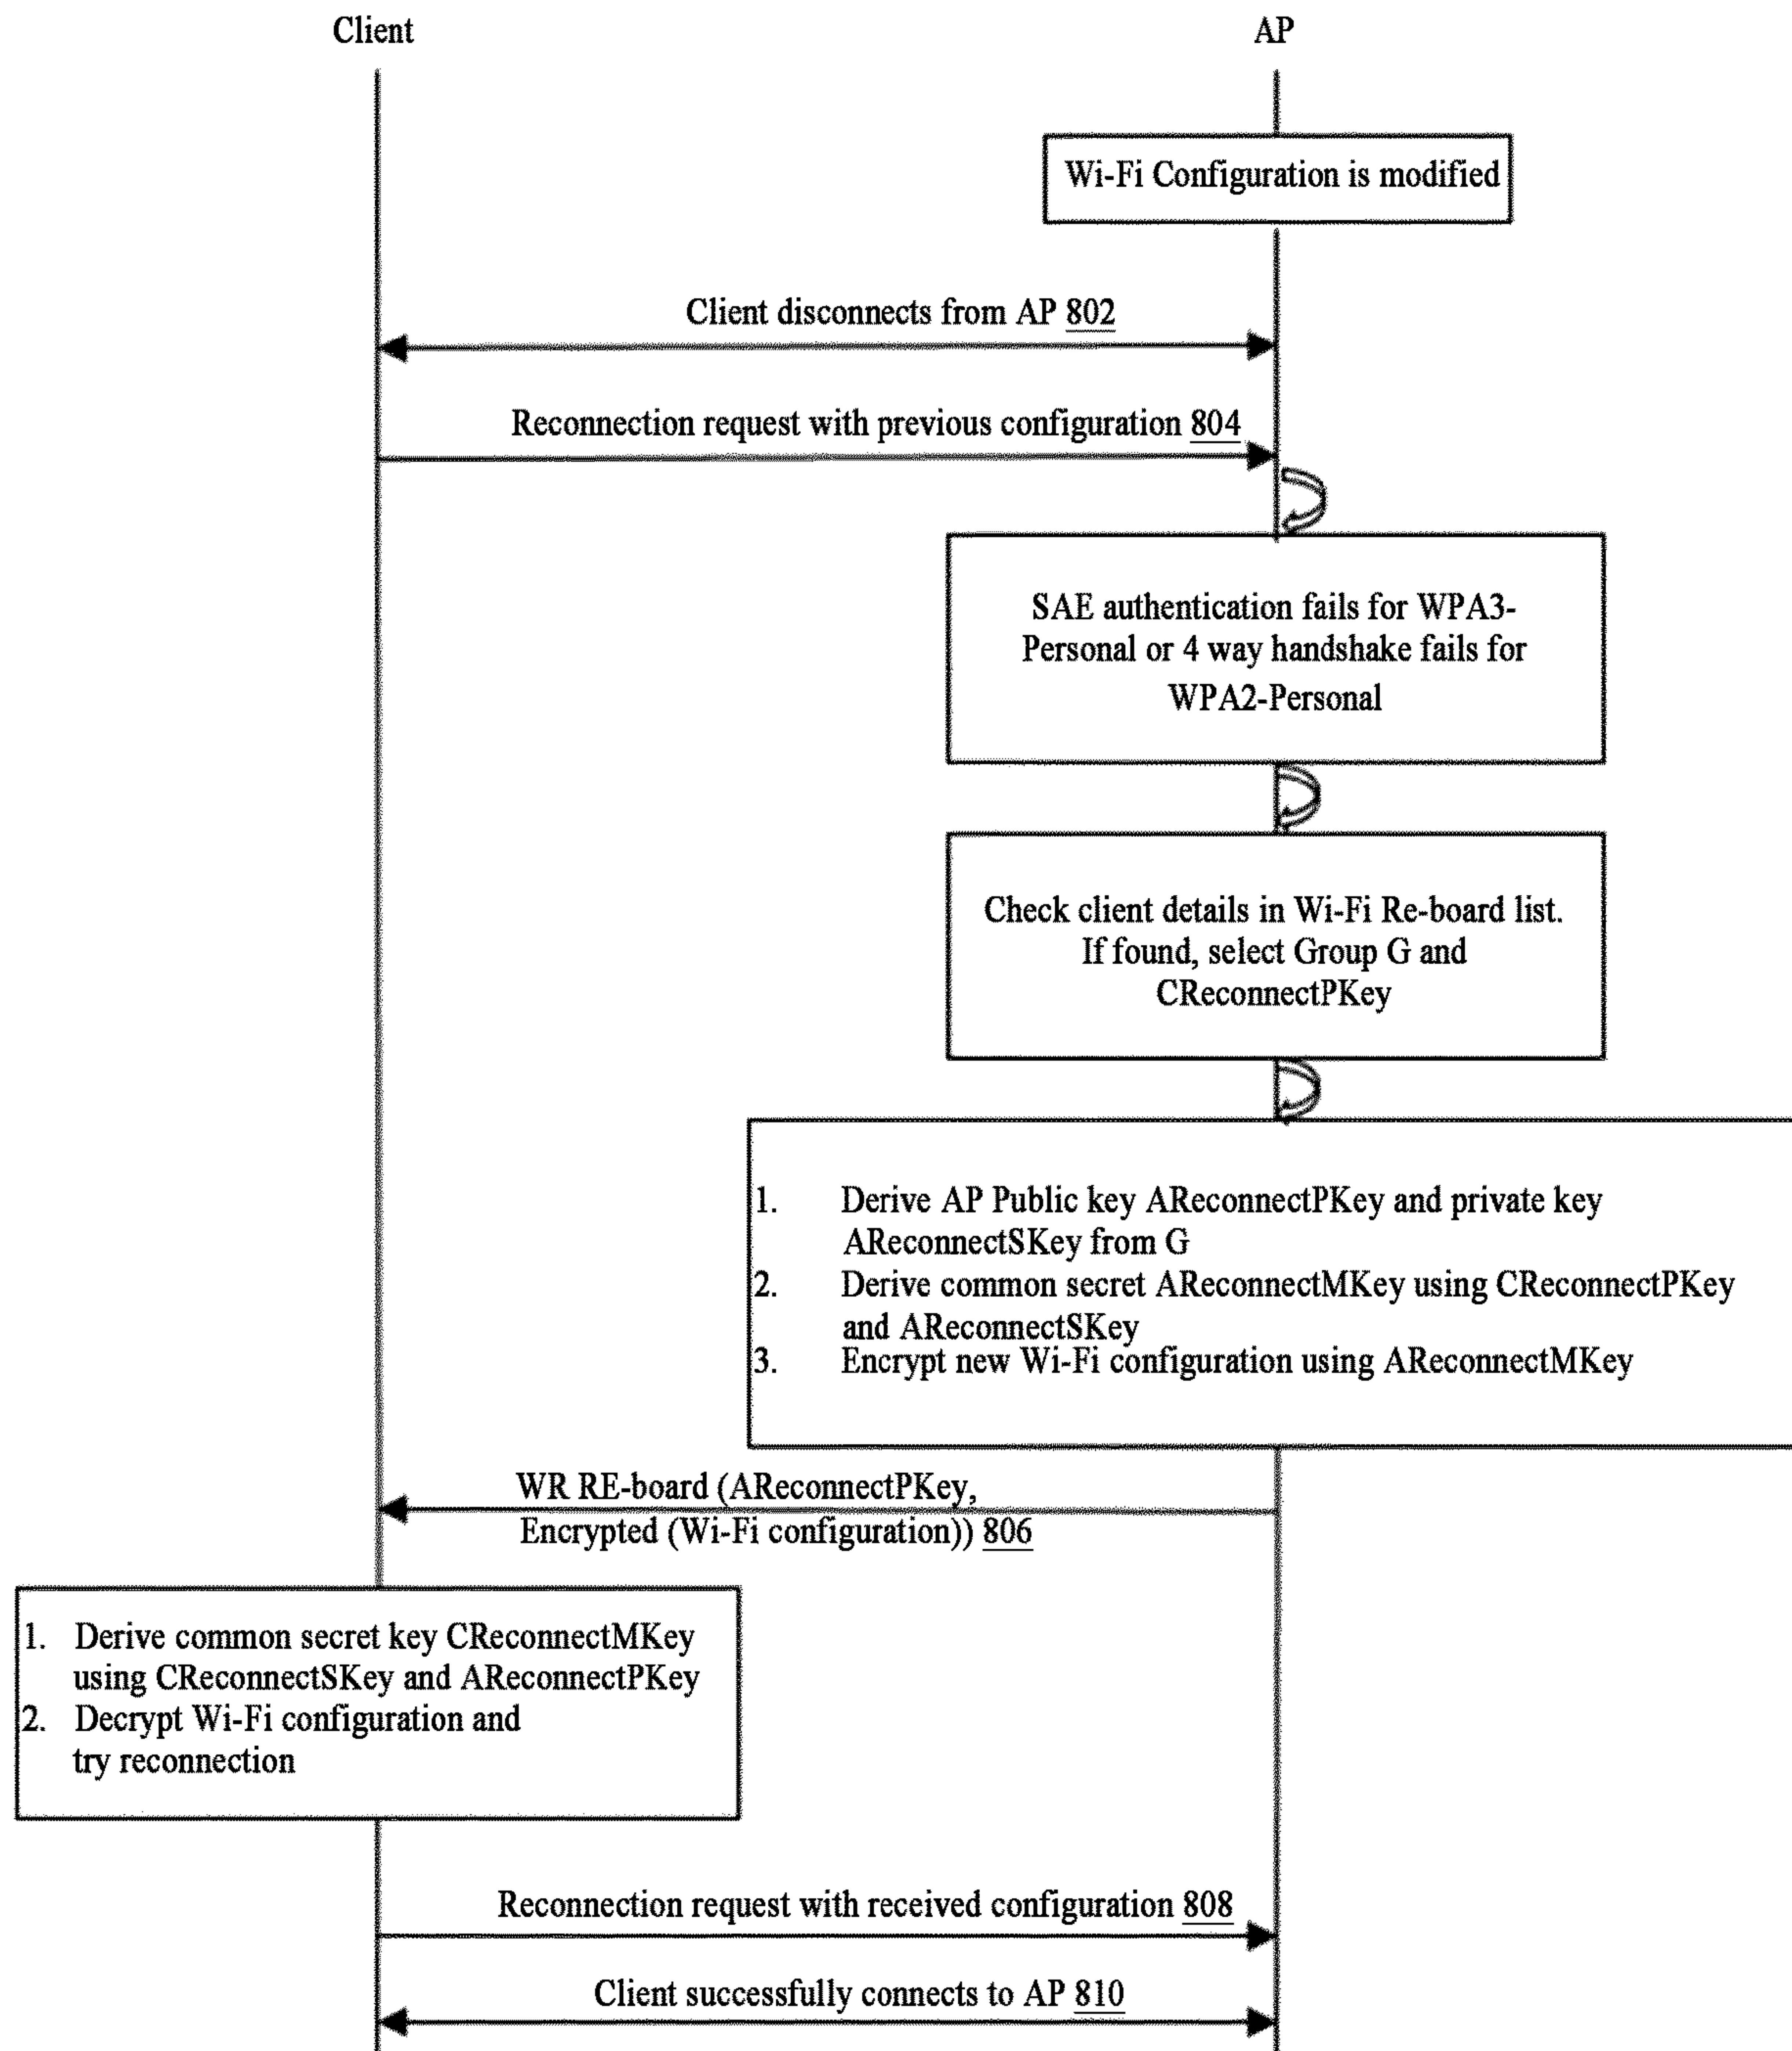 Client
AP
Wi-Fi Configuration is modified
Client disconnects from AP 802
Reconnection request with previous configuration 804
SAE authentication fails for WPA3-
Personal or 4 way handshake fails for
WPA2-Personal
Check client details in Wi-Fi Re-board list.
If found, select Group G and
CReconnectPKey
1. Derive AP Public key AReconnectPKey and private key
AReconnectSKey from G
2. Derive common secret AReconnectMKey using CReconnectPKey
and AReconnectSKey
3. Encrypt new Wi-Fi configuration using AReconnectMKey
WR RE-board (AReconnectPKey,
Encrypted (Wi-Fi configuration)) 806
1. Derive common secret key CReconnectMKey
using CReconnectSKey and AReconnectPKey
2. Decrypt Wi-Fi configuration and
try reconnection
Reconnection request with received configuration 808
Client successfully connects to AP 810